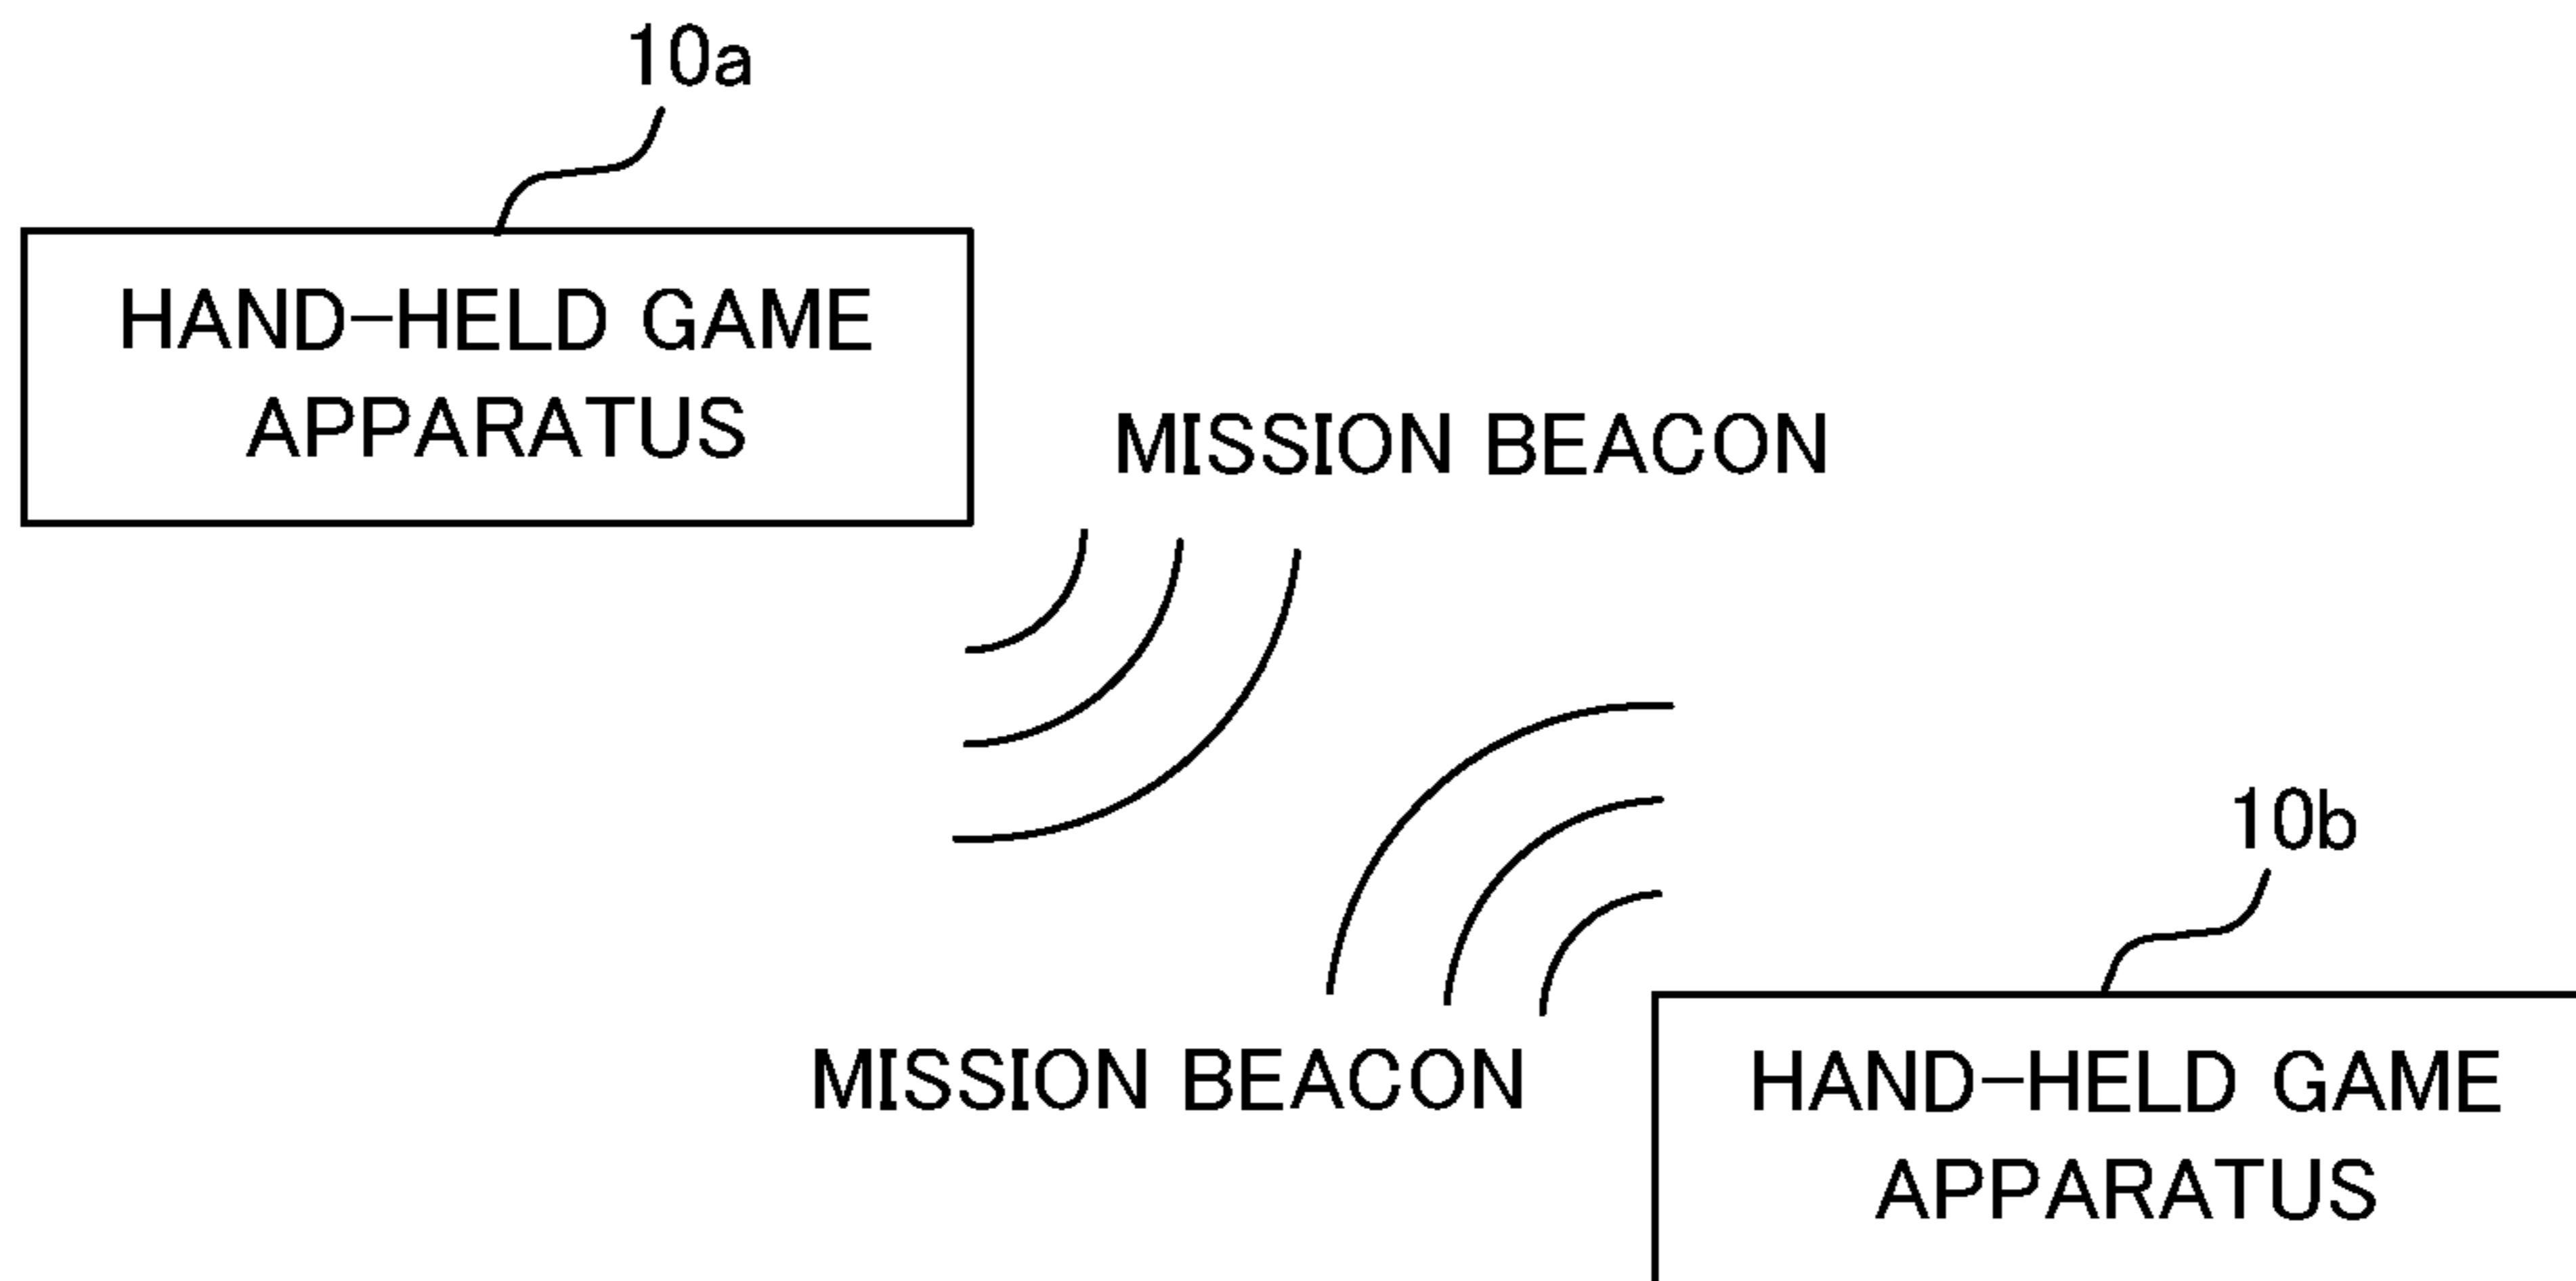 10a
HAND-HELD GAME
APPARATUS
MISSION BEACON
10b
MISSION BEACON
HAND-HELD GAME
APPARATUS